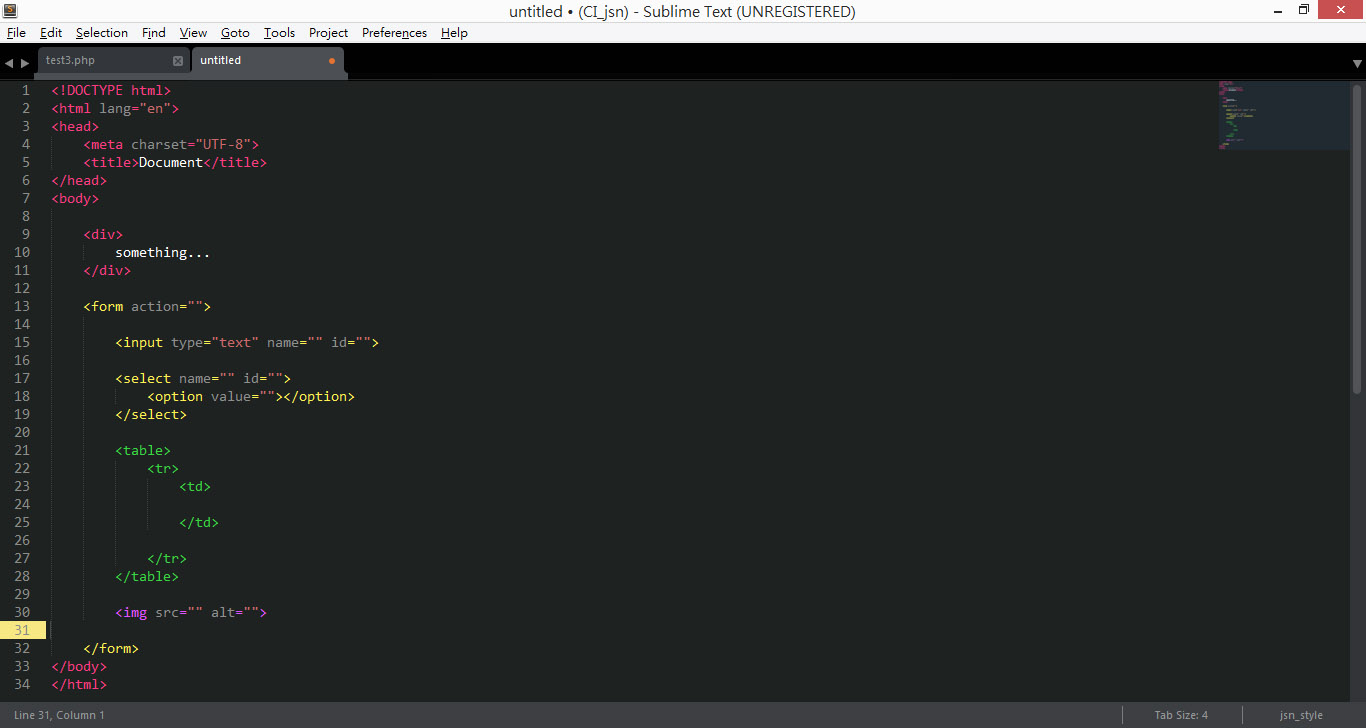 untitled • (CI_jsn) - Sublime Text (UNREGISTERED)
File Edit Selection Find View Goto Tools Project Preferences Help
test3.php untitled
1 <!DOCTYPE html>
2 <html lang="en">
3 <head>
4 <meta charset="UTF-8">
5 <title>Document</title>
6 </head>
7 <body>
8
9 <div>
10 something...
11 </div>
12
13 <form action="">
14
15 <input type="text" name="" id="">
16
17 <select name="" id="">
18 <option value=""></option>
19 </select>
20
21 <table>
22 <tr>
23 <td>
24
25 </td>
26
27 </tr>
28 </table>
29
30 <img src="" alt="">
31
32 </form>
33 </body>
34 </html>
Line 31, Column 1 Tab Size: 4 jsn_style